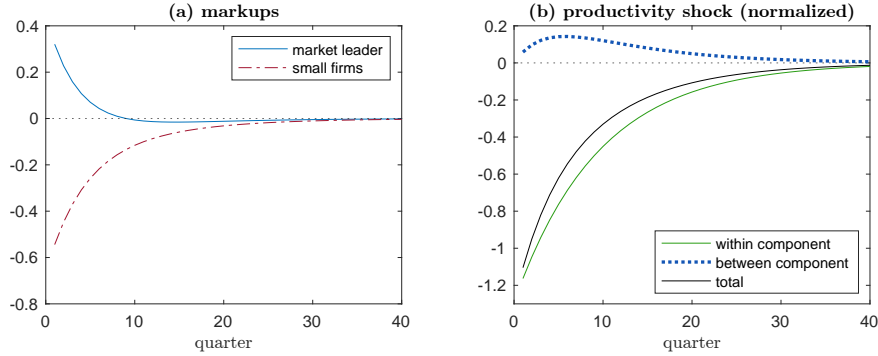 (a) markups
0.4
0.2
0
-0.2
-0.4
-0.6
-0.8
0
10
20
30
40
quarter
market leader
small firms
(b) productivity shock (normalized)
0.2
0
-0.2
-0.4
-0.6
-0.8
-1
-1.2
0
10
20
30
40
quarter
within component
between component
total